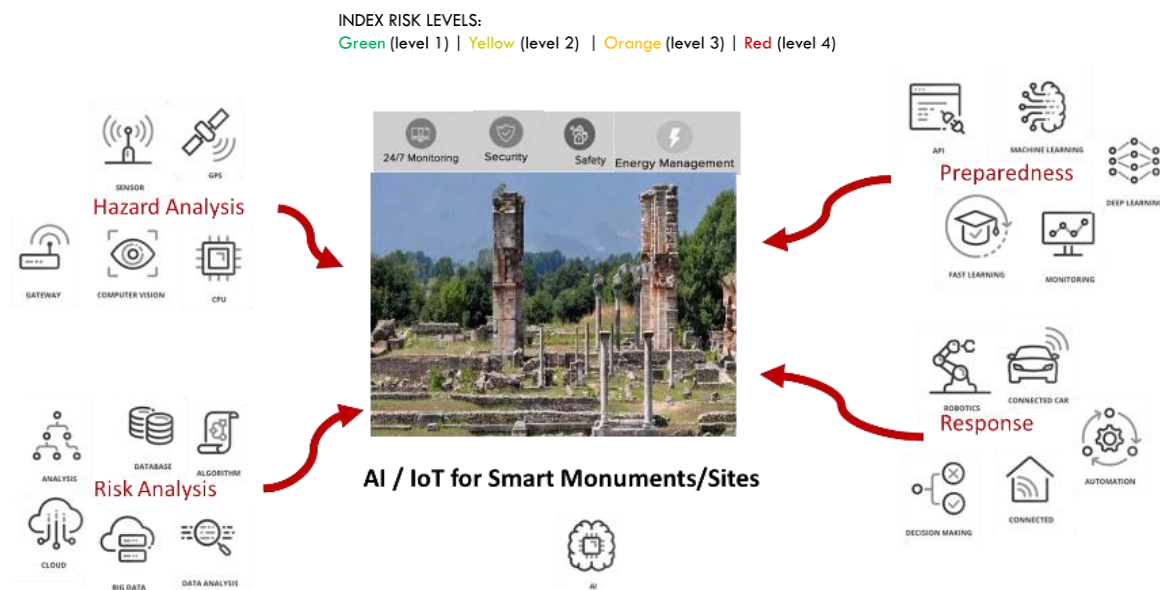 INDEX RISK LEVELS:
Green (level 1) | Yellow (level 2) | Orange (level 3) | Red (level 4)
24/7 Monitoring
Security
Safety
Energy Management
SENSOR
GPS
Hazard Analysis
GATEWAY
COMPUTER VISION
CPU
API
MACHINE LEARNING
Preparedness
DEEP LEARNING
FAST LEARNING
MONITORING
ANALYSIS
DATABASE
ALGORITHM
Risk Analysis
CLOUD
BIG DATA
DATA ANALYSIS
ROBOTICS
CONNECTED CAR
Response
AUTOMATION
DECISION MAKING
CONNECTED
AI / IoT for Smart Monuments/Sites
AI